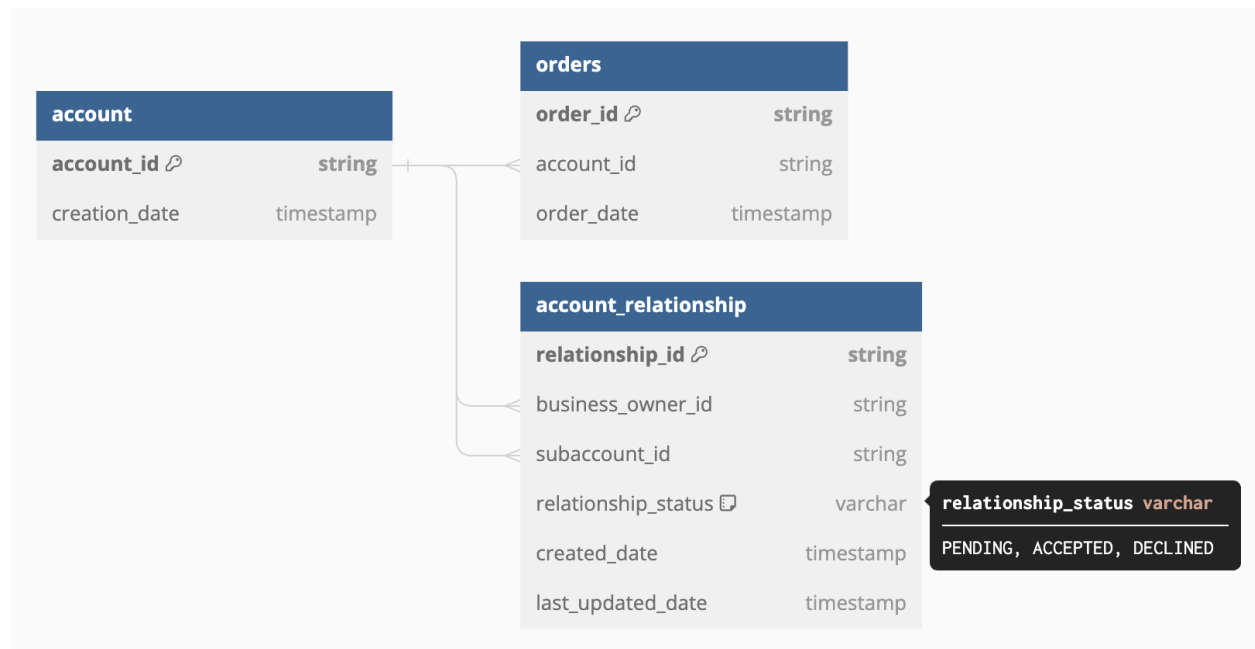 account
account_id string
creation_date timestamp
orders
order_id string
account_id string
order_date timestamp
account_relationship
relationship_id string
business_owner_id string
subaccount_id string
relationship_status varchar
created_date timestamp
last_updated_date timestamp
relationship_status varchar
PENDING, ACCEPTED, DECLINED